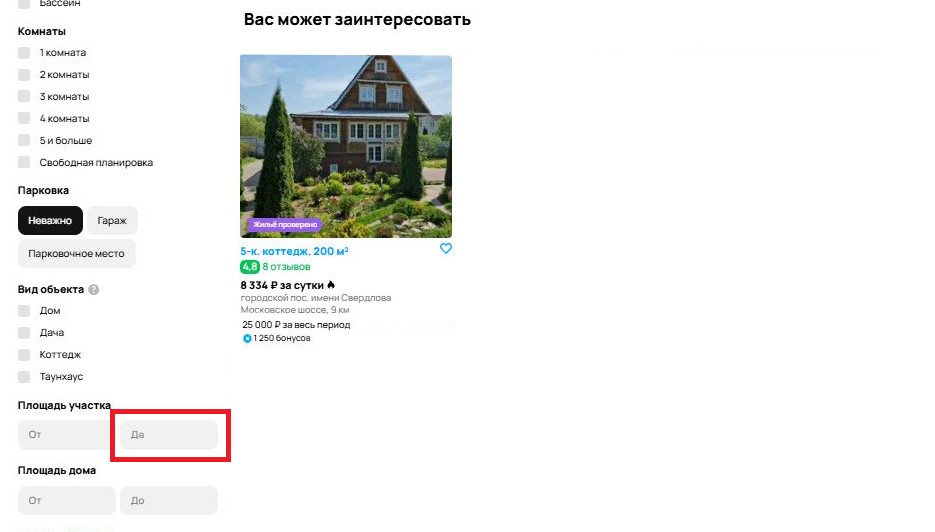 Бассейн
Комнаты
1 комната
2 комнаты
3 комнаты
4 комнаты
5 и больше
Свободная планировка
Парковка
Неважно
Гараж
Парковочное место
Вид объекта ?
Дом
Дача
Коттедж
Таунхаус
Площадь участка
От
Де
Площадь дома
От
До
Вас может заинтересовать
Жильё проверено
5-к. коттедж, 200 м²
4,8 8 отзывов
8 334 ₽ за сутки
городской пос. имени Свердлова
Московское шоссе, 9 км
25 000 ₽ за весь период
1 250 бонусов